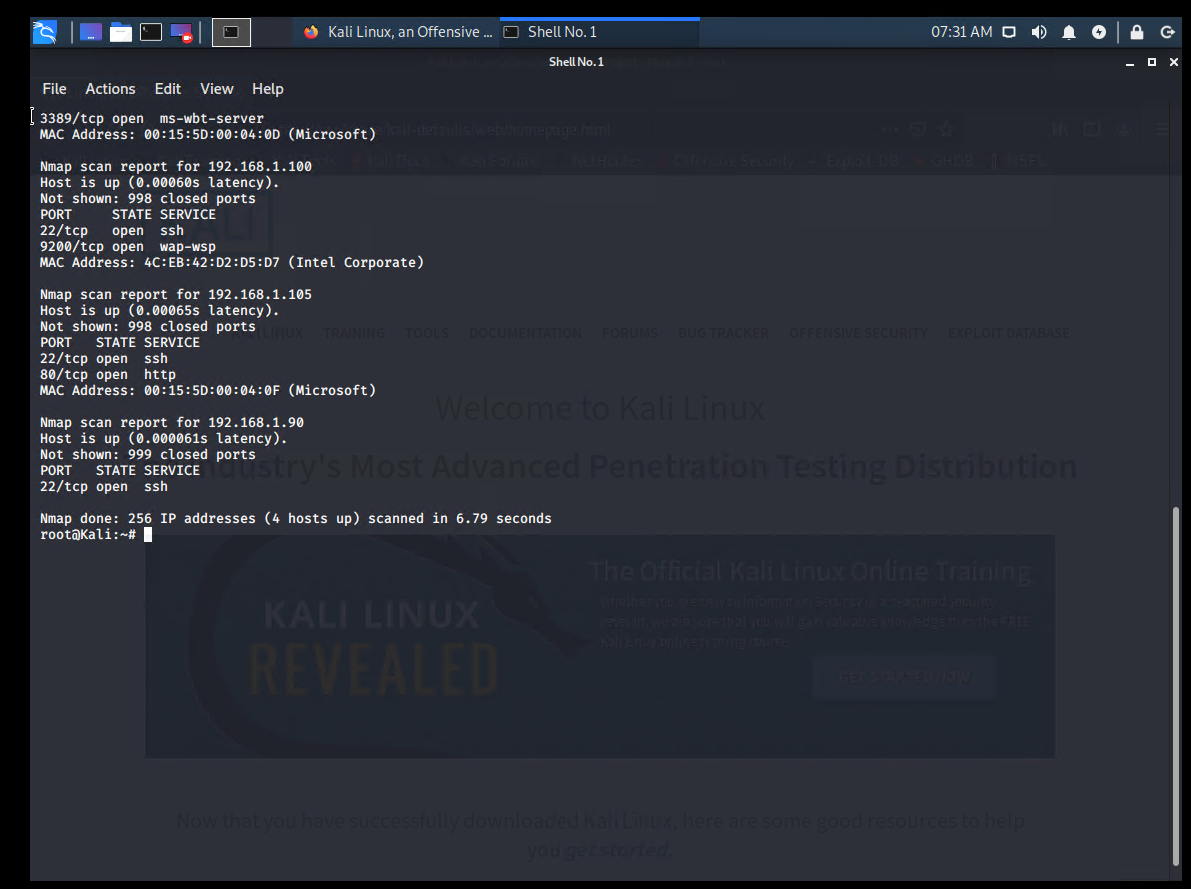 Kali Linux, an Offensive ...
Shell No. 1
07:31 AM
Shell No. 1
File Actions Edit View Help
3389/tcp open  ms-wbt-server
MAC Address: 00:15:5D:00:04:0D (Microsoft)
Nmap scan report for 192.168.1.100
Host is up (0.00060s latency).
Not shown: 998 closed ports
PORT     STATE SERVICE
22/tcp   open  ssh
9200/tcp open  wap-wsp
MAC Address: 4C:EB:42:D2:D5:D7 (Intel Corporate)
Nmap scan report for 192.168.1.105
Host is up (0.00065s latency).
Not shown: 998 closed ports
PORT   STATE SERVICE
22/tcp open  ssh
80/tcp open  http
MAC Address: 00:15:5D:00:04:0F (Microsoft)
Nmap scan report for 192.168.1.90
Host is up (0.000061s latency).
Not shown: 999 closed ports
PORT   STATE SERVICE
22/tcp open  ssh
Nmap done: 256 IP addresses (4 hosts up) scanned in 6.79 seconds
root@Kali:~#
TRAINING TOOLS DOCUMENTATION FORUMS BUG TRACKER OFFENSIVE SECURITY EXPLOIT DATABASE
Welcome to Kali Linux
Industry's Most Advanced Penetration Testing Distribution
The Official Kali Linux Online Training
KALI LINUX
REVEALED
GET STARTED NOW
Now that you have successfully downloaded Kali Linux, here are some good resources to help
you get started.